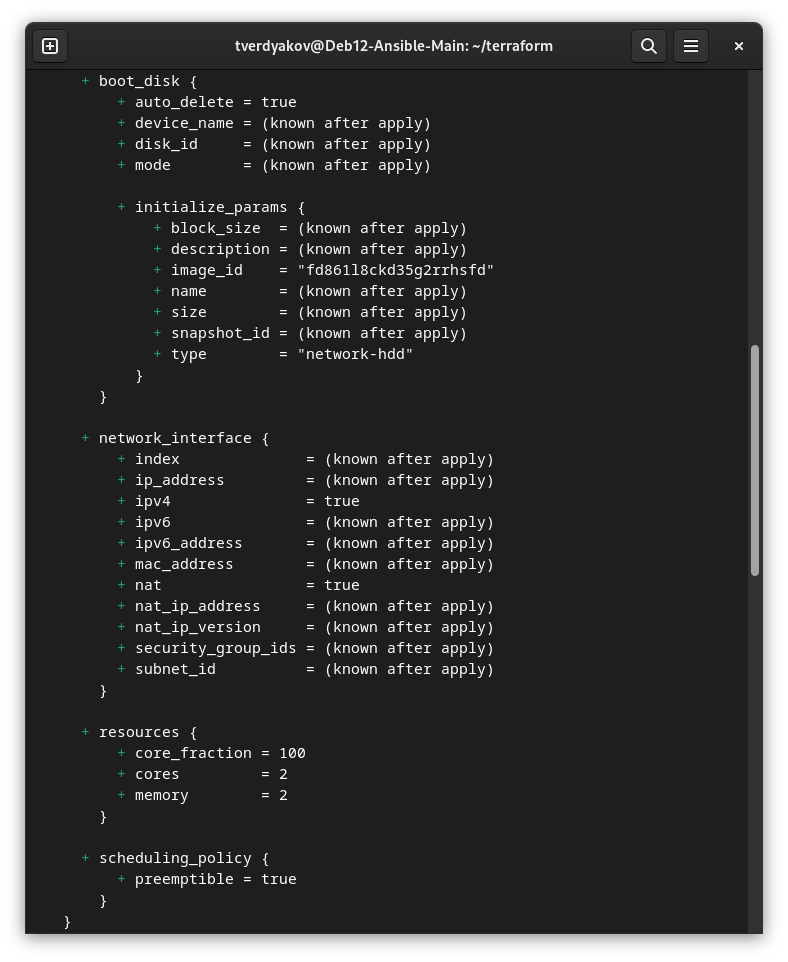 tverdyakov@Deb12-Ansible-Main: ~/terraform
+ boot_disk {
+ auto_delete = true
+ device_name = (known after apply)
+ disk_id     = (known after apply)
+ mode        = (known after apply)
+ initialize_params {
+ block_size  = (known after apply)
+ description = (known after apply)
+ image_id    = "fd861l8ckd35g2rrhsfd"
+ name        = (known after apply)
+ size        = (known after apply)
+ snapshot_id = (known after apply)
+ type        = "network-hdd"
}
}
+ network_interface {
+ index              = (known after apply)
+ ip_address         = (known after apply)
+ ipv4               = true
+ ipv6               = (known after apply)
+ ipv6_address       = (known after apply)
+ mac_address        = (known after apply)
+ nat                = true
+ nat_ip_address     = (known after apply)
+ nat_ip_version     = (known after apply)
+ security_group_ids = (known after apply)
+ subnet_id          = (known after apply)
}
+ resources {
+ core_fraction = 100
+ cores         = 2
+ memory        = 2
}
+ scheduling_policy {
+ preemptible = true
}
}